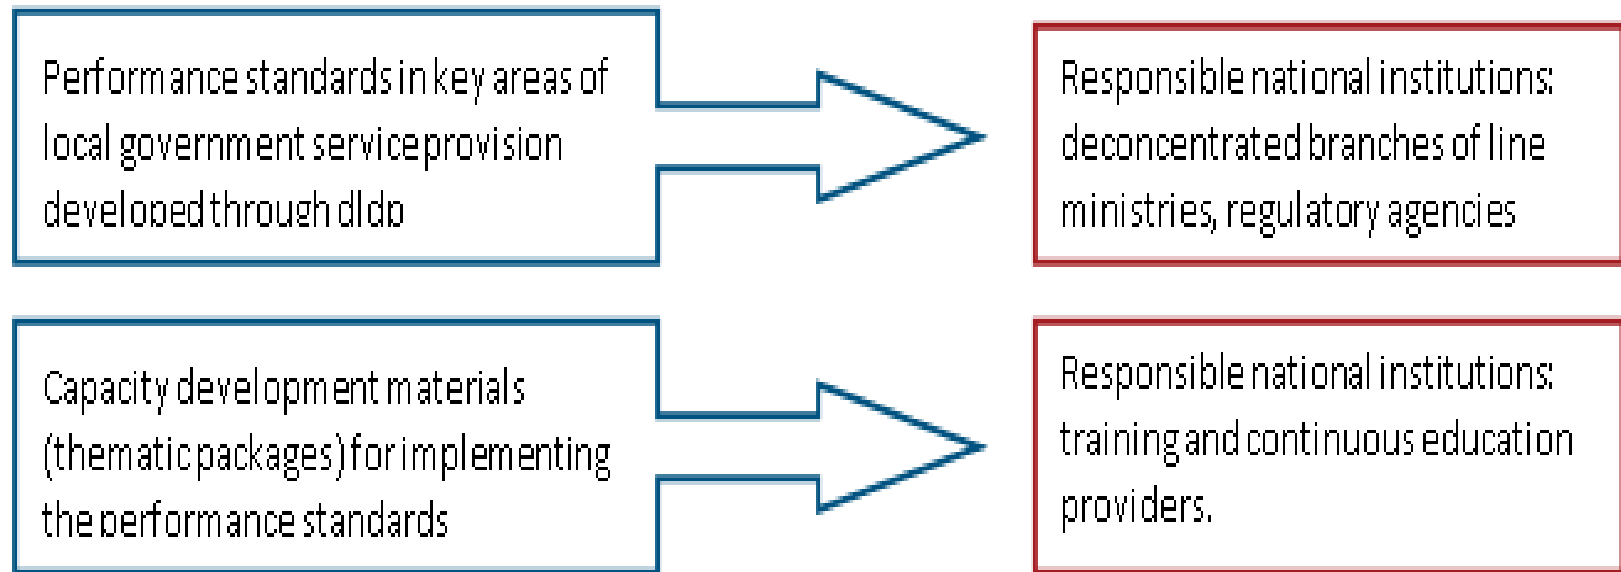 Performance standards in key areas of
local government service provision
developed through dldp
Responsible national institutions:
deconcentrated branches of line
ministries, regulatory agencies
Capacity development materials
(thematic packages) for implementing
the performance standards
Responsible national institutions:
training and continuous education
providers.